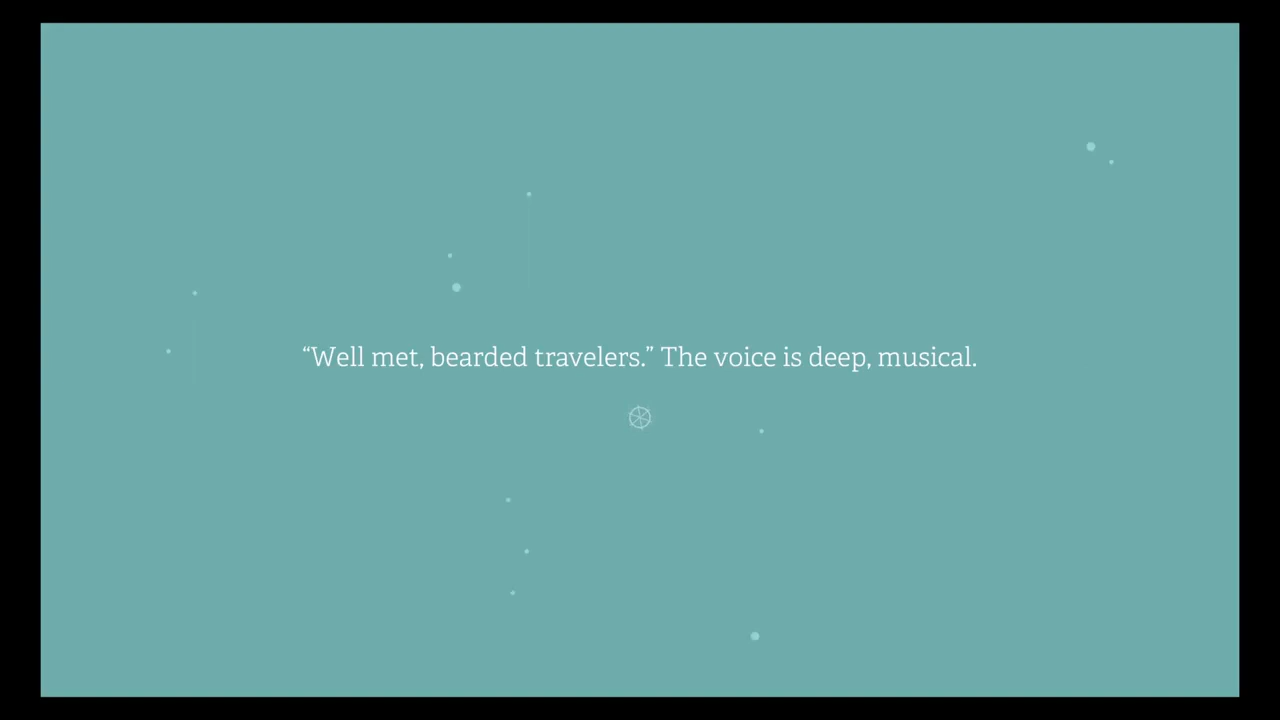 “Well met, bearded travelers.” The voice is deep, musical.